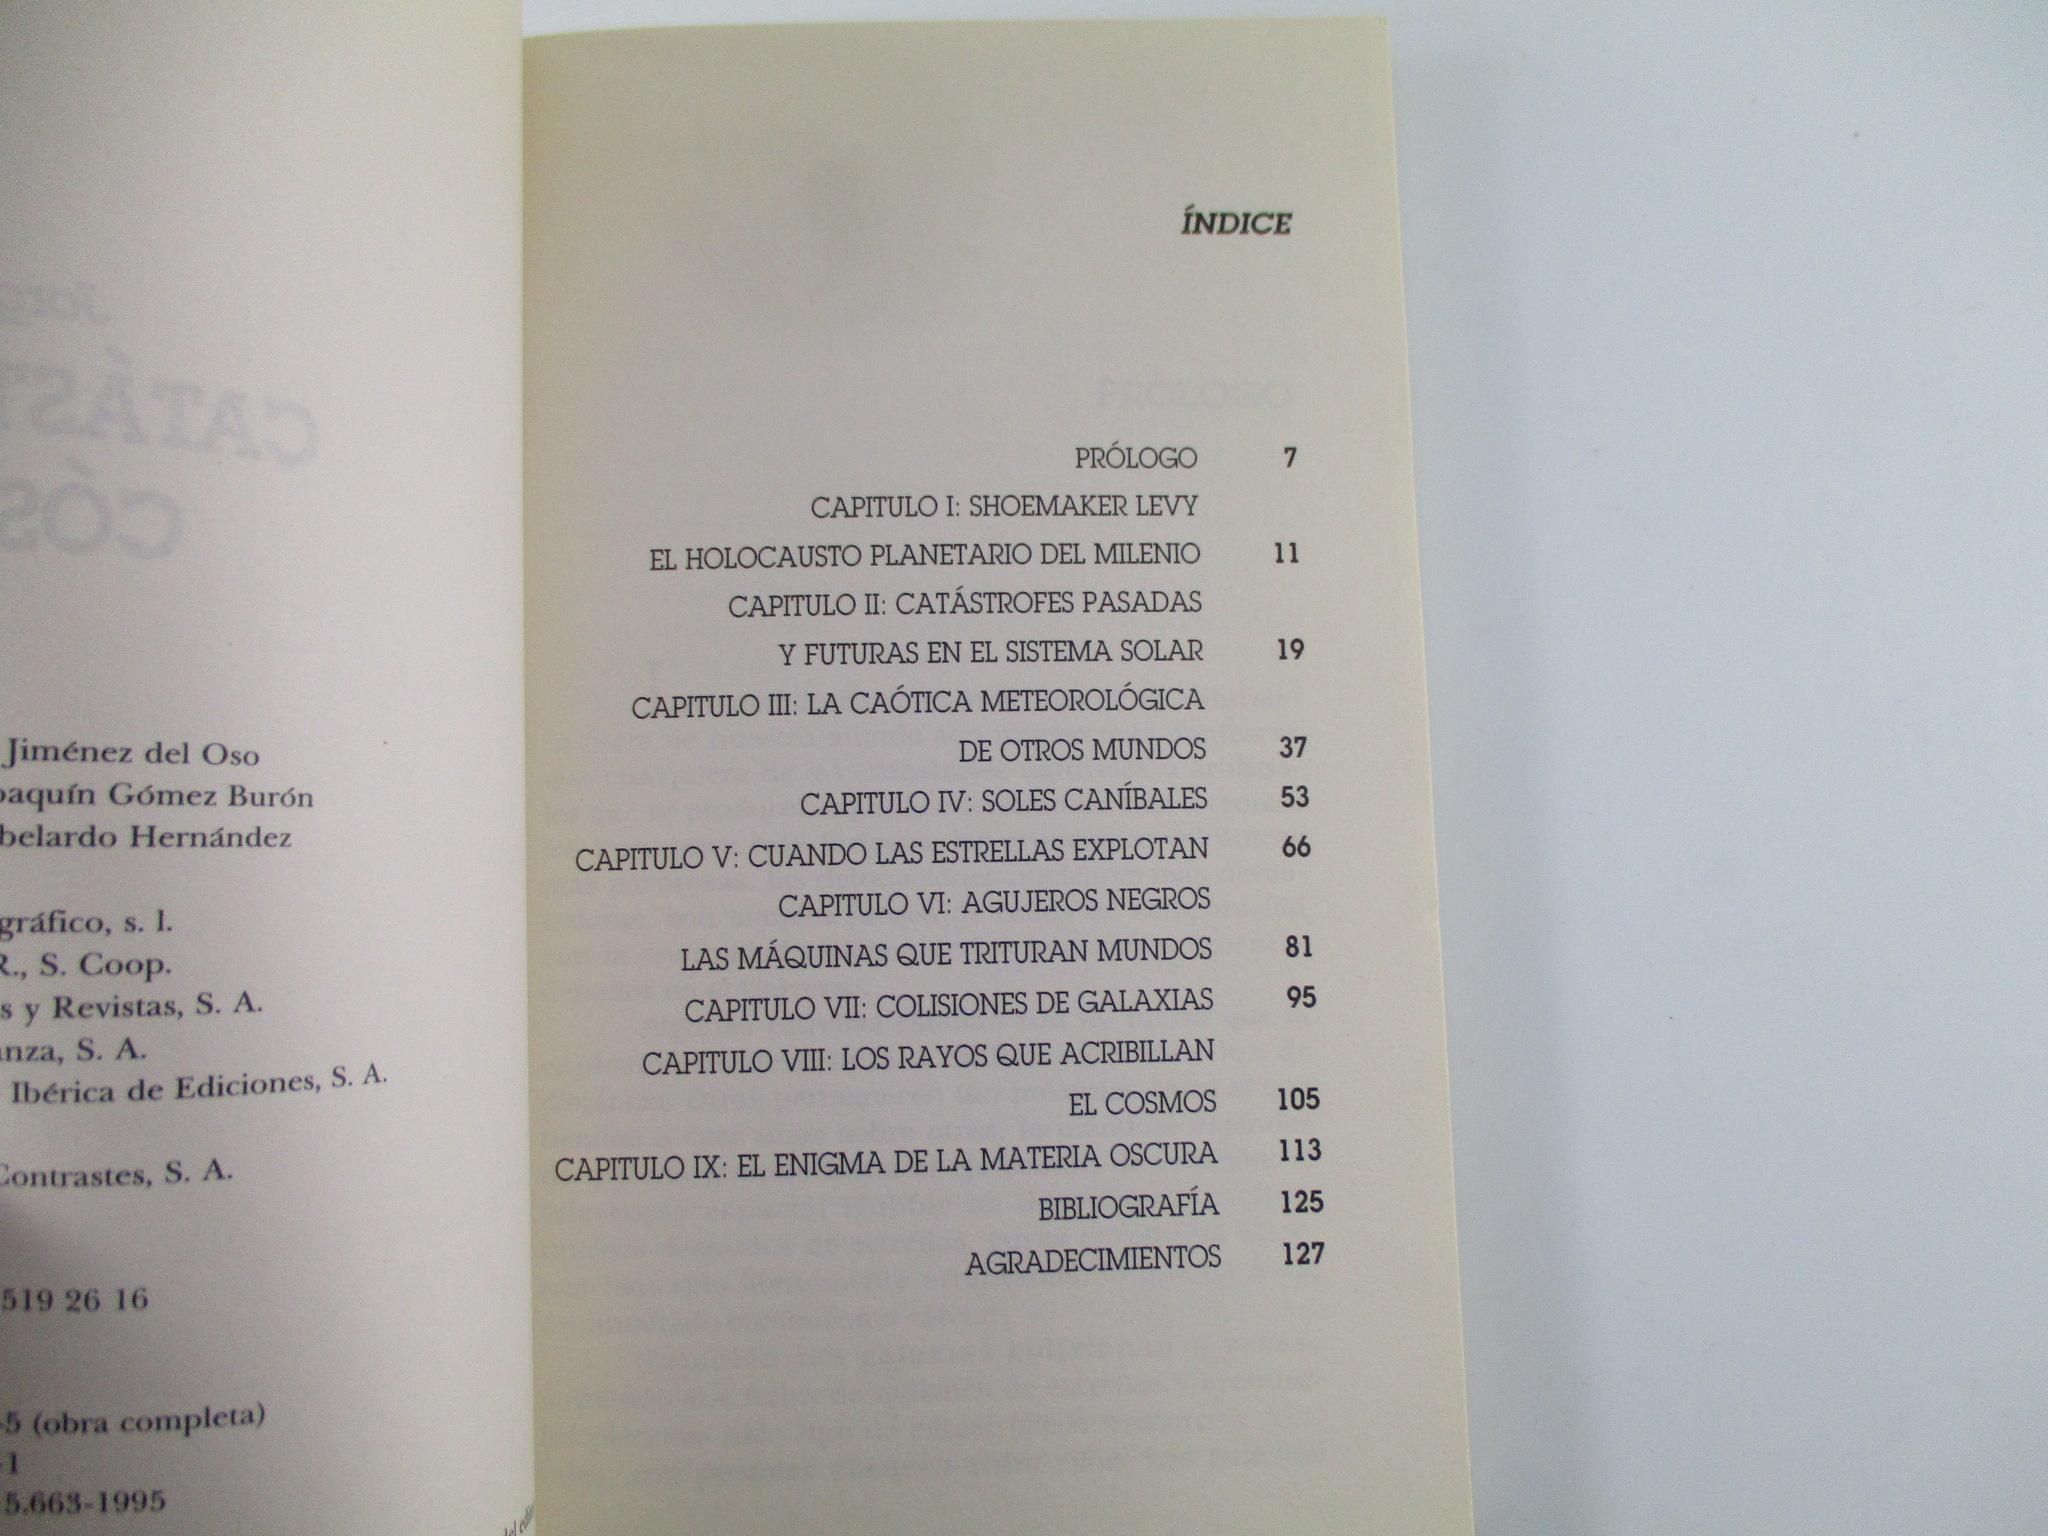 Jiménez del Oso
Gómez Burón
Hernández
gráfico, s. l.
S. Coop.
y Revistas, S. A.
S. A.
Ibérica de Ediciones, S. A.
Contrastes, S. A.
519 26 16
-5 (obra completa)
-1
5.663-1995
ÍNDICE
PRÓLOGO 7
CAPITULO I: SHOEMAKER LEVY
EL HOLOCAUSTO PLANETARIO DEL MILENIO 11
CAPITULO II: CATÁSTROFES PASADAS
Y FUTURAS EN EL SISTEMA SOLAR 19
CAPITULO III: LA CAÓTICA METEOROLÓGICA
DE OTROS MUNDOS 37
CAPITULO IV: SOLES CANÍBALES 53
CAPITULO V: CUANDO LAS ESTRELLAS EXPLOTAN 66
CAPITULO VI: AGUJEROS NEGROS
LAS MÁQUINAS QUE TRITURAN MUNDOS 81
CAPITULO VII: COLISIONES DE GALAXIAS 95
CAPITULO VIII: LOS RAYOS QUE ACRIBILLAN
EL COSMOS 105
CAPITULO IX: EL ENIGMA DE LA MATERIA OSCURA 113
BIBLIOGRAFÍA 125
AGRADECIMIENTOS 127